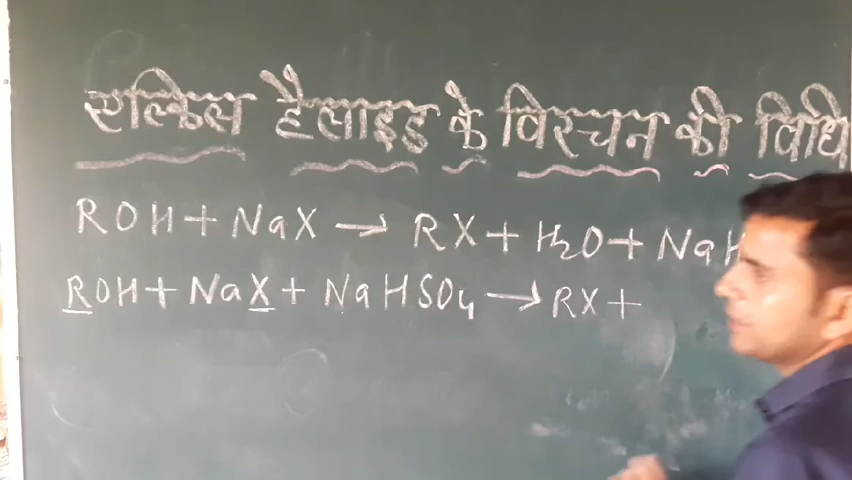 एल्किल हैलाइड के विरचन की विधि
ROH + NaX → RX + H₂O + NaH
ROH + NaX + NaHSO₄ → RX +